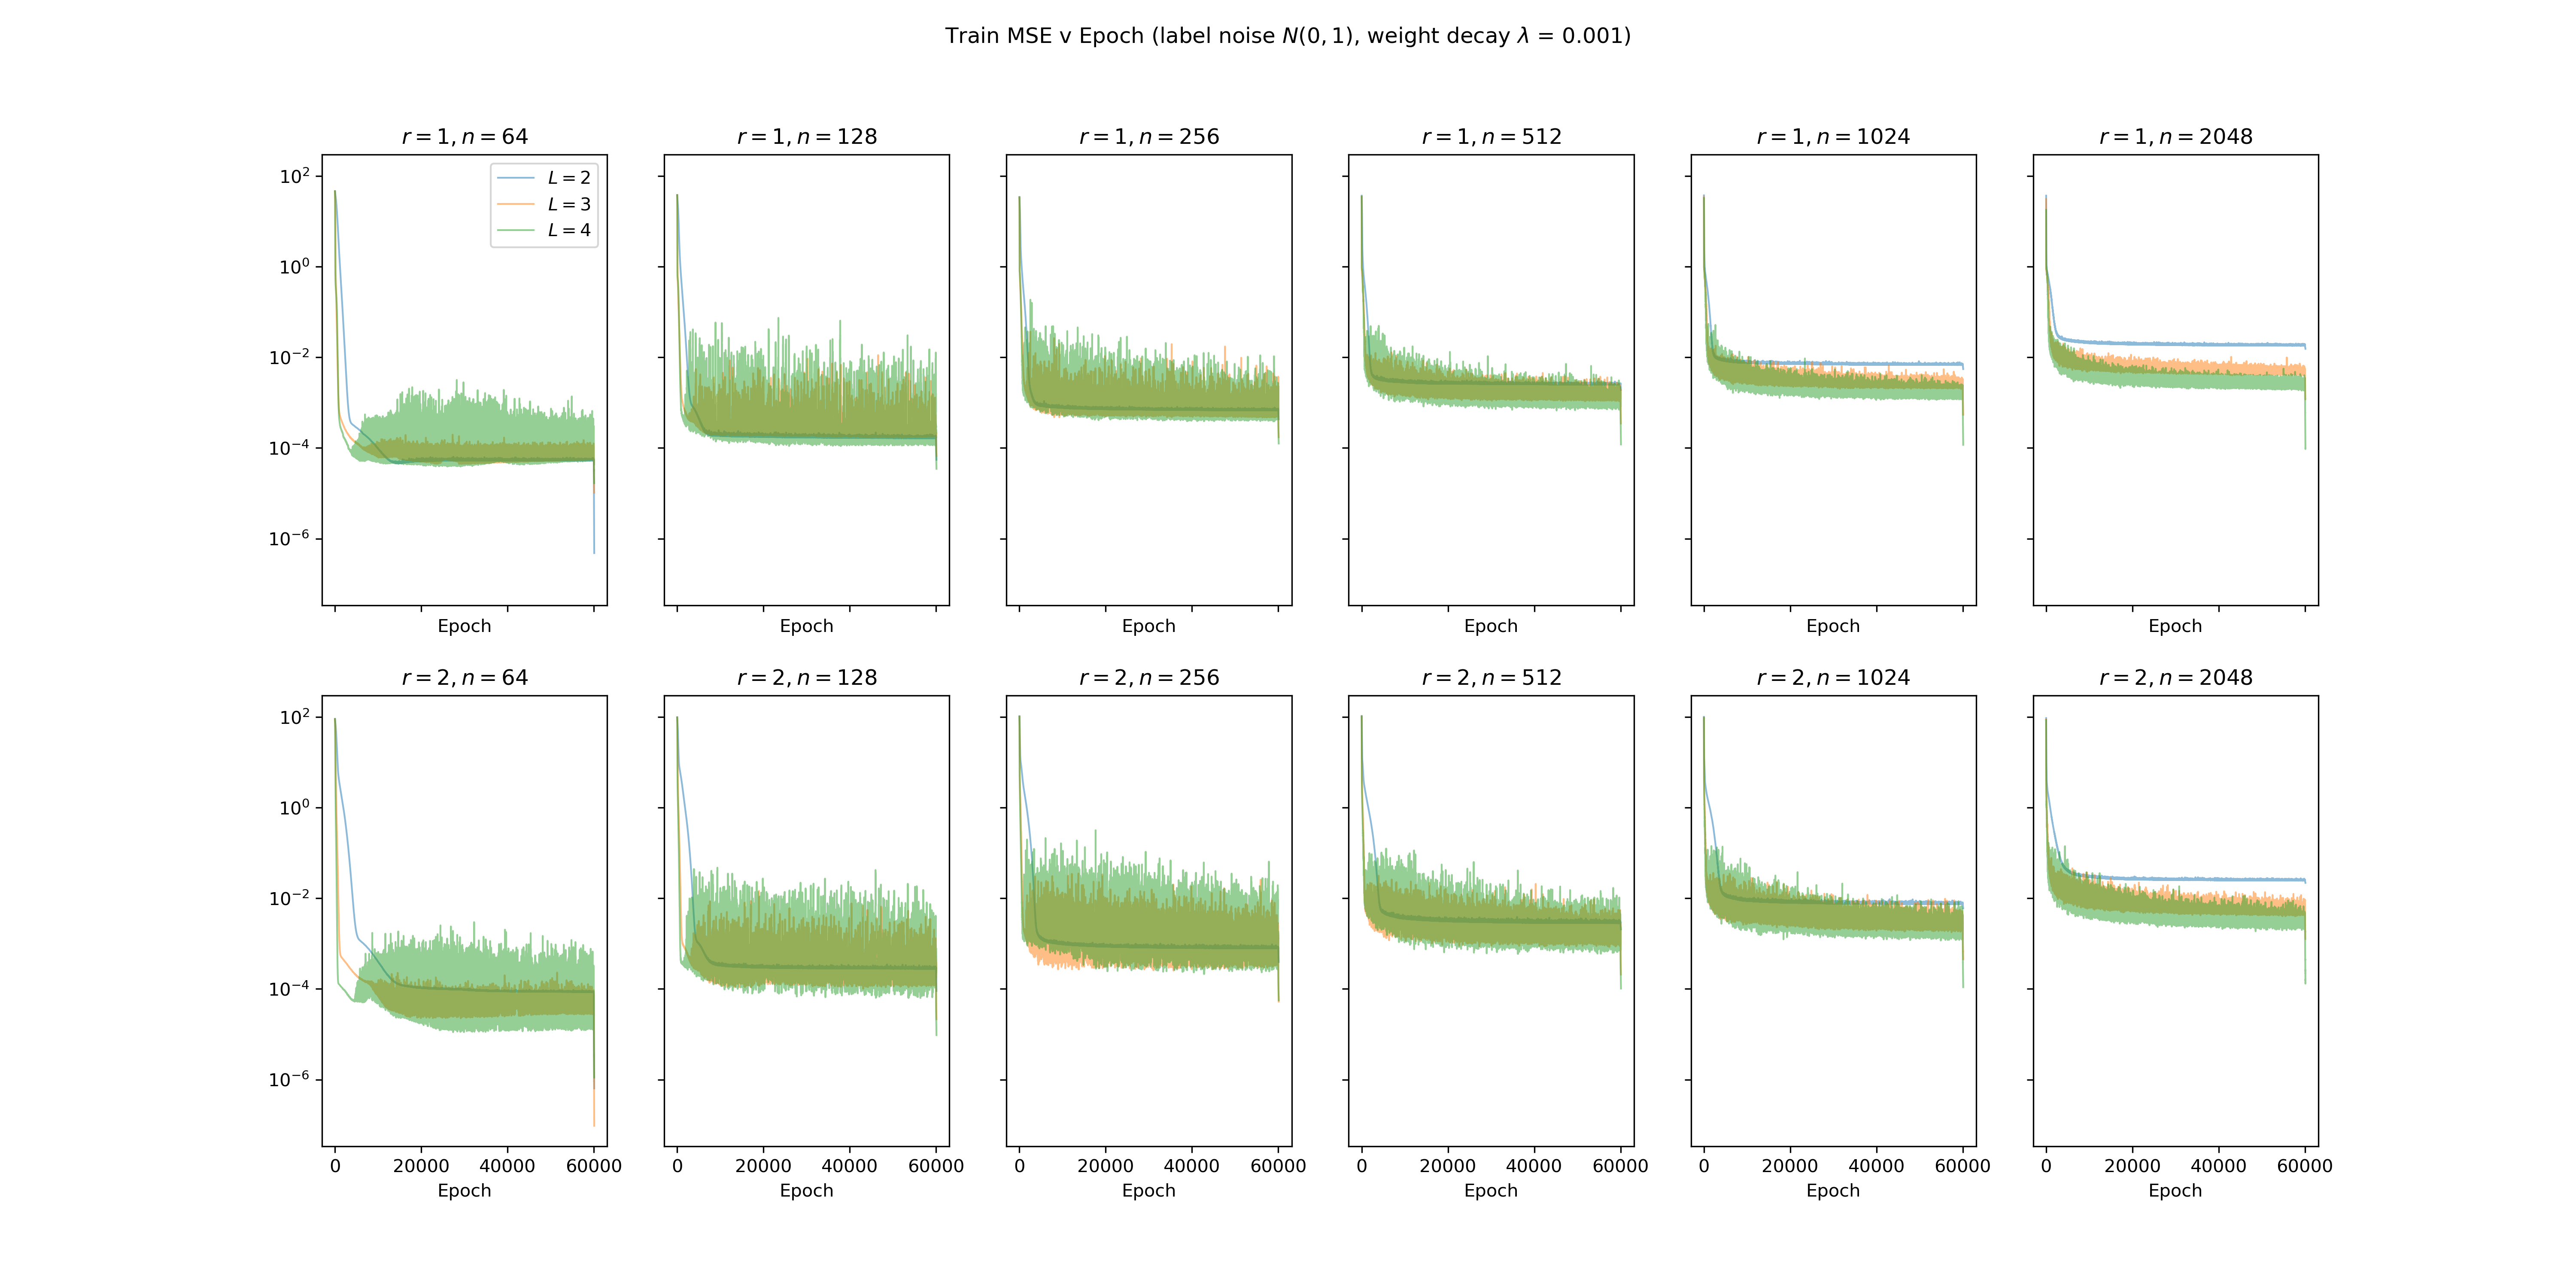 Train MSE v Epoch (label noise N(0, 1), weight decay λ = 0.001)
r = 1, n = 64
r = 1, n = 128
r = 1, n = 256
r = 1, n = 512
r = 1, n = 1024
r = 1, n = 2048
L = 2
L = 3
L = 4
10²
10⁰
10⁻²
10⁻⁴
10⁻⁶
Epoch
Epoch
Epoch
Epoch
Epoch
Epoch
r = 2, n = 64
r = 2, n = 128
r = 2, n = 256
r = 2, n = 512
r = 2, n = 1024
r = 2, n = 2048
10²
10⁰
10⁻²
10⁻⁴
10⁻⁶
0 20000 40000 60000
0 20000 40000 60000
0 20000 40000 60000
0 20000 40000 60000
0 20000 40000 60000
0 20000 40000 60000
Epoch
Epoch
Epoch
Epoch
Epoch
Epoch